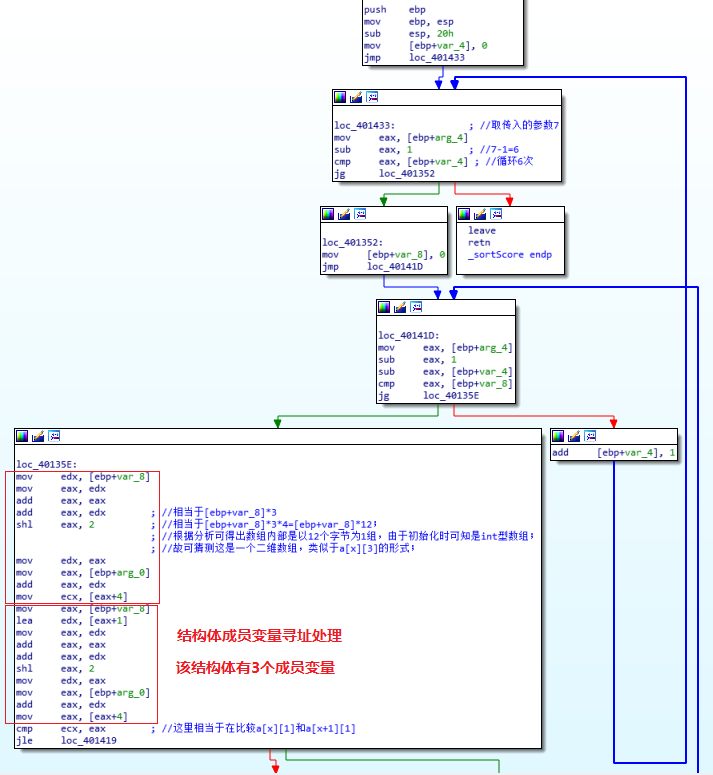 push ebp
mov ebp, esp
sub esp, 20h
mov [ebp+var_4], 0
jmp loc_401433
loc_401433: ; //取传入的参数7
mov eax, [ebp+arg_4]
sub eax, 1 ; //7-1=6
cmp eax, [ebp+var_4] ; //循环6次
jg loc_401352
loc_401352:
mov [ebp+var_8], 0
jmp loc_40141D
leave
retn
_sortScore endp
loc_40141D:
mov eax, [ebp+arg_4]
sub eax, 1
sub eax, [ebp+var_4]
cmp eax, [ebp+var_8]
jg loc_40135E
loc_40135E:
mov edx, [ebp+var_8]
mov eax, edx
add eax, eax
add eax, edx ; //相当于[ebp+var_8]*3
shl eax, 2 ; //相当于[ebp+var_8]*3*4=[ebp+var_8]*12;
; //根据分析可得出数组内部是以12个字节为1组，由于初始化时可知是int型数组;
; //故可猜测这是一个二维数组，类似于a[x][3]的形式;
mov edx, eax
mov eax, [ebp+arg_0]
add eax, edx
mov ecx, [eax+4]
mov eax, [ebp+var_8]
lea edx, [eax+1]
mov eax, edx
add eax, eax
add eax, edx
shl eax, 2
mov edx, eax
mov eax, [ebp+arg_0]
add eax, edx
mov eax, [eax+4]
cmp ecx, eax ; //这里相当于在比较a[x][1]和a[x+1][1]
jle loc_401419
结构体成员变量寻址处理
该结构体有3个成员变量
add [ebp+var_4], 1